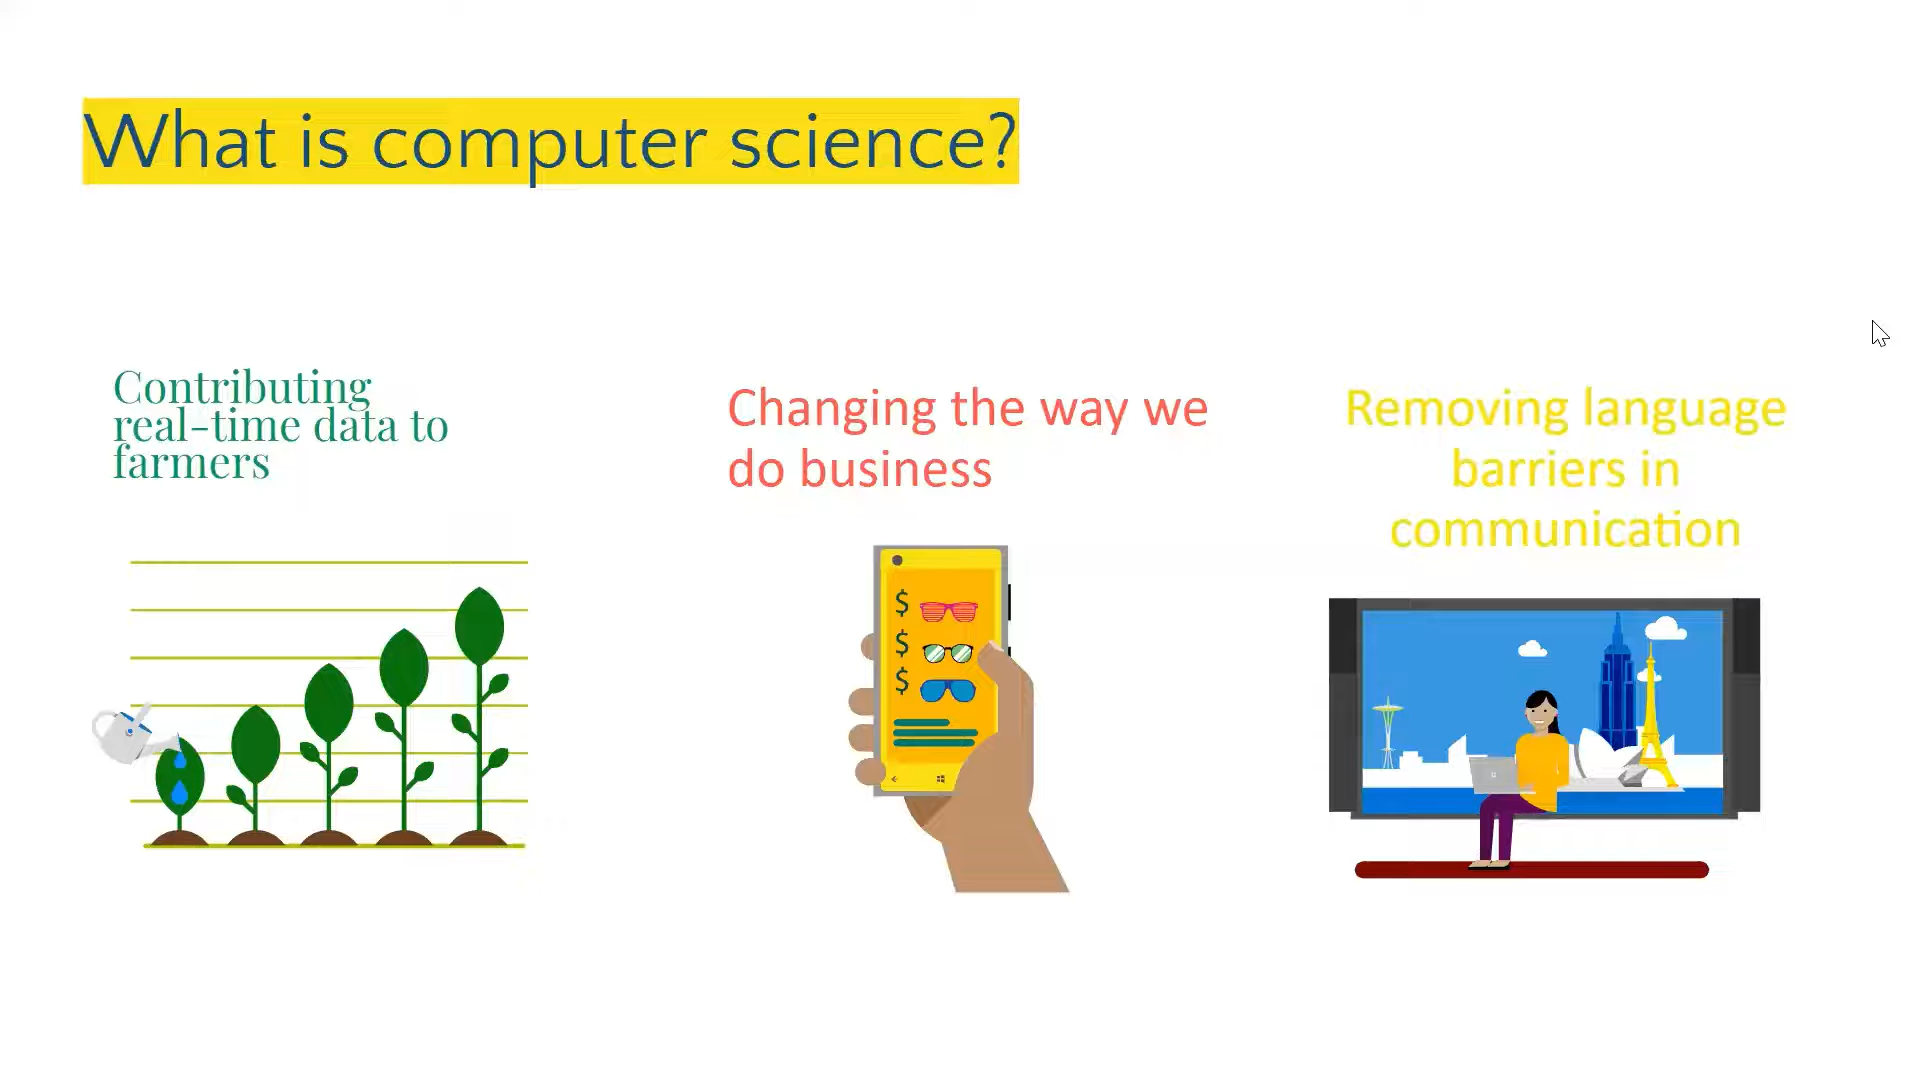 What is computer science?
Contributing
real-time data to
farmers
Changing the way we
do business
Removing language
barriers in
communication
$
$
$